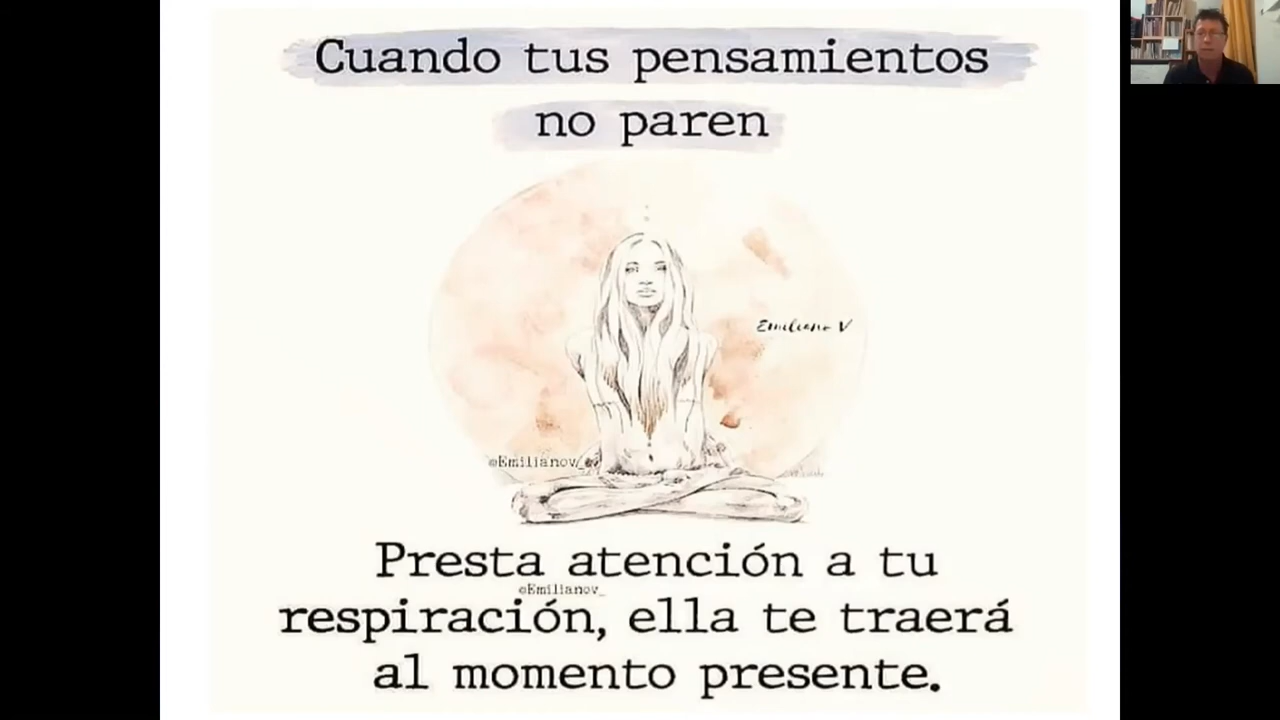 Cuando tus pensamientos
no paren
Emiliano V
@Emilianov_
Presta atención a tu
@Emilianov_
respiración, ella te traerá
al momento presente.